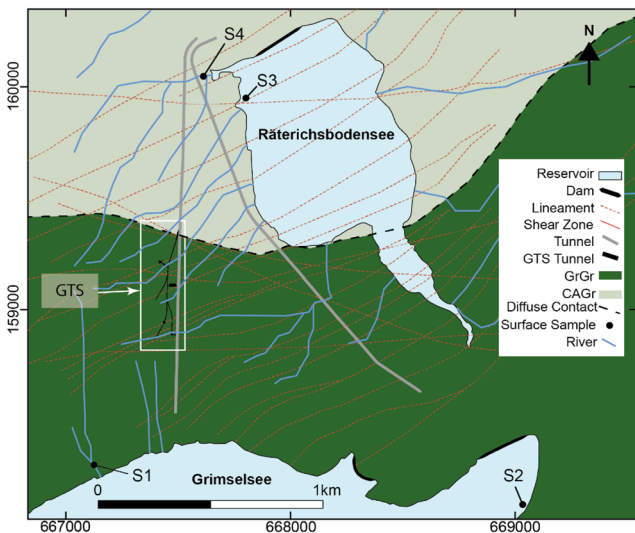 S4
N
S3
160000
Räterichsbodensee
Reservoir
Dam
Lineament
Shear Zone
Tunnel
GTS Tunnel
GrGr
CAGr
Diffuse Contact
Surface Sample
River
GTS
159000
S1
Grimselsee
S2
0
1km
667000
668000
669000